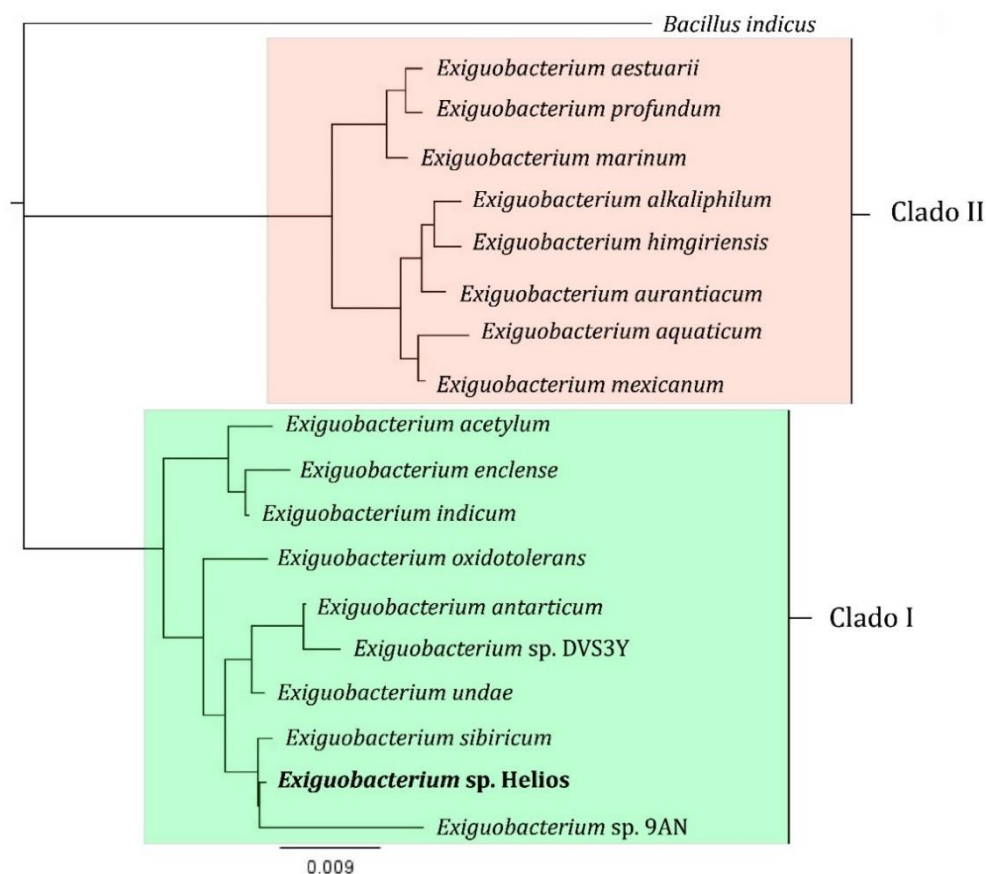 Bacillus indicus
Exiguobacterium aestuarii
Exiguobacterium profundum
Exiguobacterium marinum
Exiguobacterium alkaliphilum
Exiguobacterium himgiriensis
Exiguobacterium aurantiacum
Exiguobacterium aquaticum
Exiguobacterium mexicanum
Clado II
Exiguobacterium acetylum
Exiguobacterium enclense
Exiguobacterium indicum
Exiguobacterium oxidotolerans
Exiguobacterium antarticum
Exiguobacterium sp. DVS3Y
Exiguobacterium undae
Exiguobacterium sibiricum
Exiguobacterium sp. Helios
Exiguobacterium sp. 9AN
Clado I
0.009